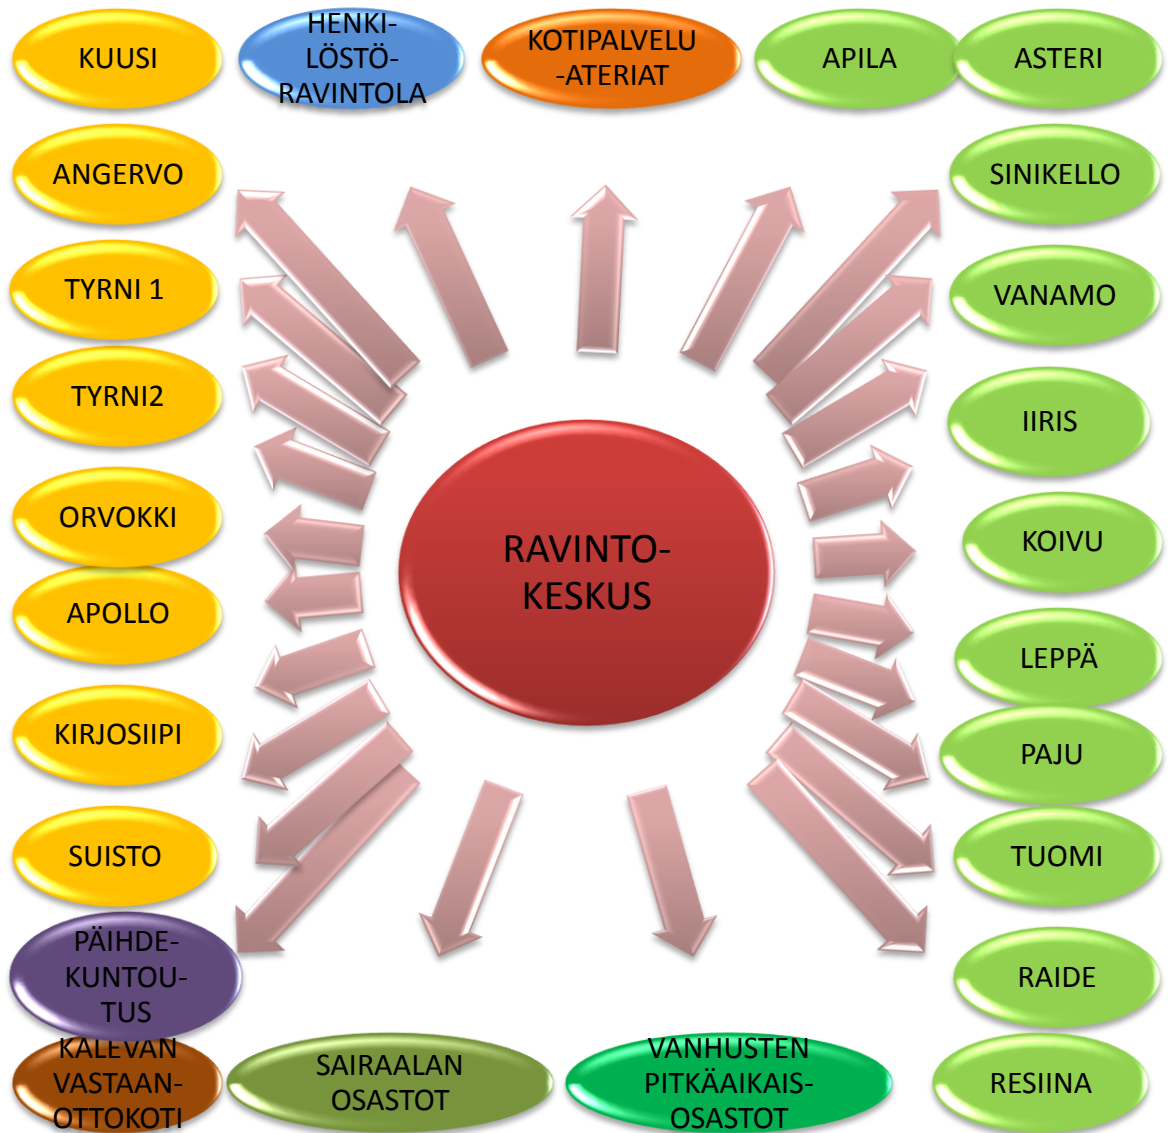 KUUSI
HENKI-
LÖSTÖ-
RAVINTOLA
KOTIPALVELU
-ATERIAT
APILA
ASTERI
ANGERVO
SINIKELLO
TYRNI 1
VANAMO
TYRNI2
IIRIS
ORVOKKI
KOIVU
RAVINTO-
KESKUS
APOLLO
LEPPÄ
KIRJOSIIPI
PAJU
SUISTO
TUOMI
PÄIHDE-
KUNTOU-
TUS
RAIDE
KALEVAN
VASTAAN-
OTTOKOTI
SAIRAALAN
OSASTOT
VANHUSTEN
PITKÄAIKAIS-
OSASTOT
RESIINA